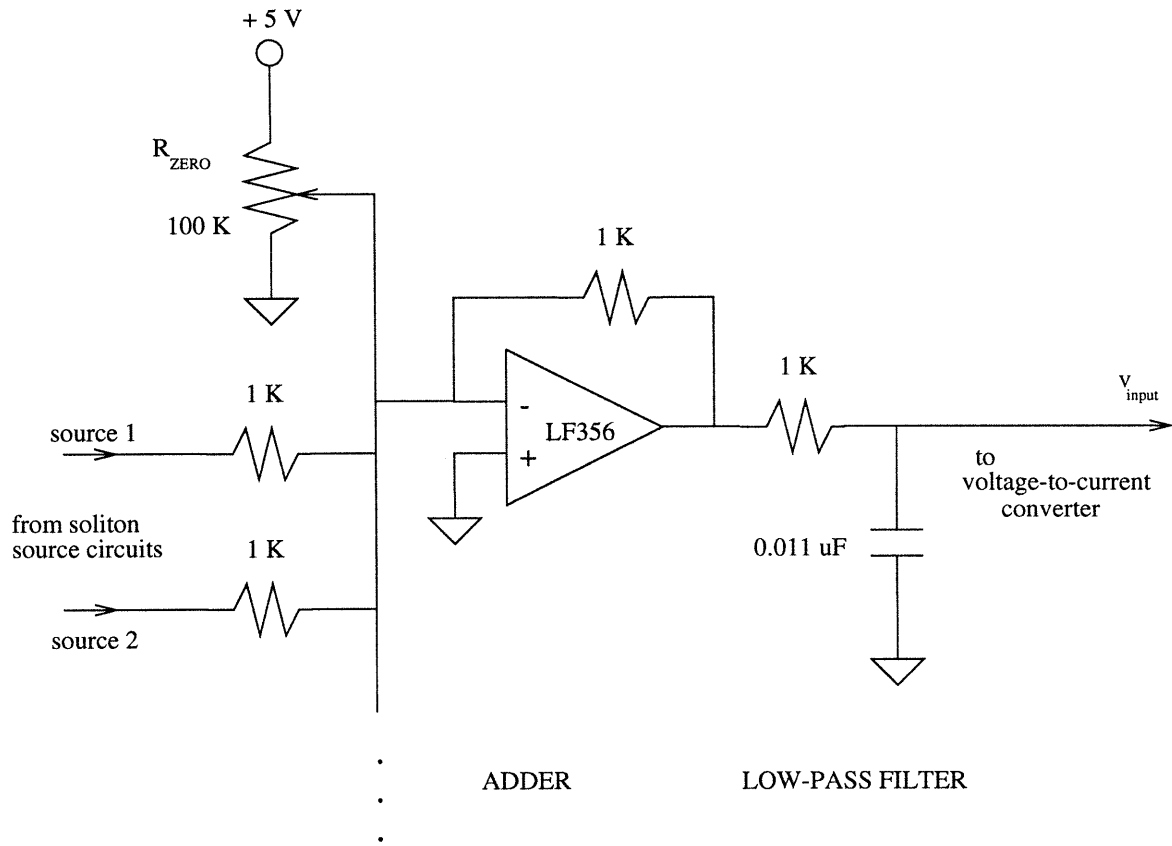 + 5 V
R_ZERO
100 K
1 K
1 K
1 K
source 1
-
LF356
+
v_input
to
voltage-to-current
converter
from soliton
source circuits
1 K
0.011 uF
source 2
ADDER
LOW-PASS FILTER